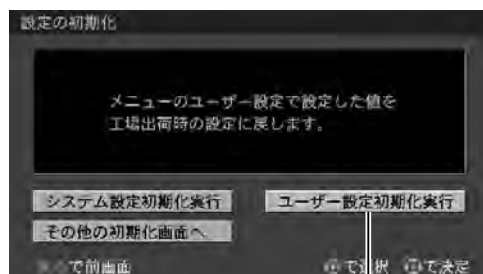 設定の初期化
メニューのユーザー設定で設定した値を
工場出荷時の設定に戻します。
システム設定初期化実行 ユーザー設定初期化実行
その他の初期化画面へ
で前画面 で選択 で決定